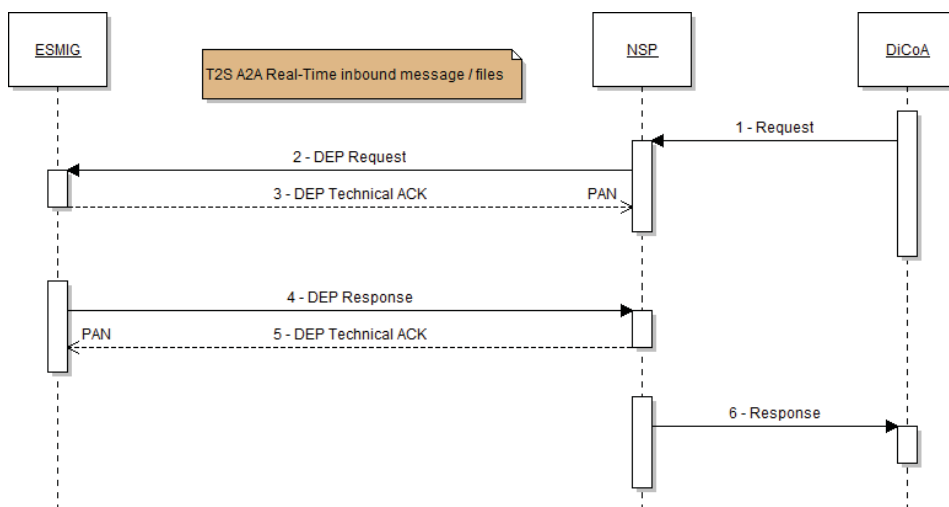 ESMIG
T2S A2A Real-Time inbound message / files
NSP
DiCoA
1 - Request
2 - DEP Request
3 - DEP Technical ACK
PAN
4 - DEP Response
PAN
5 - DEP Technical ACK
6 - Response